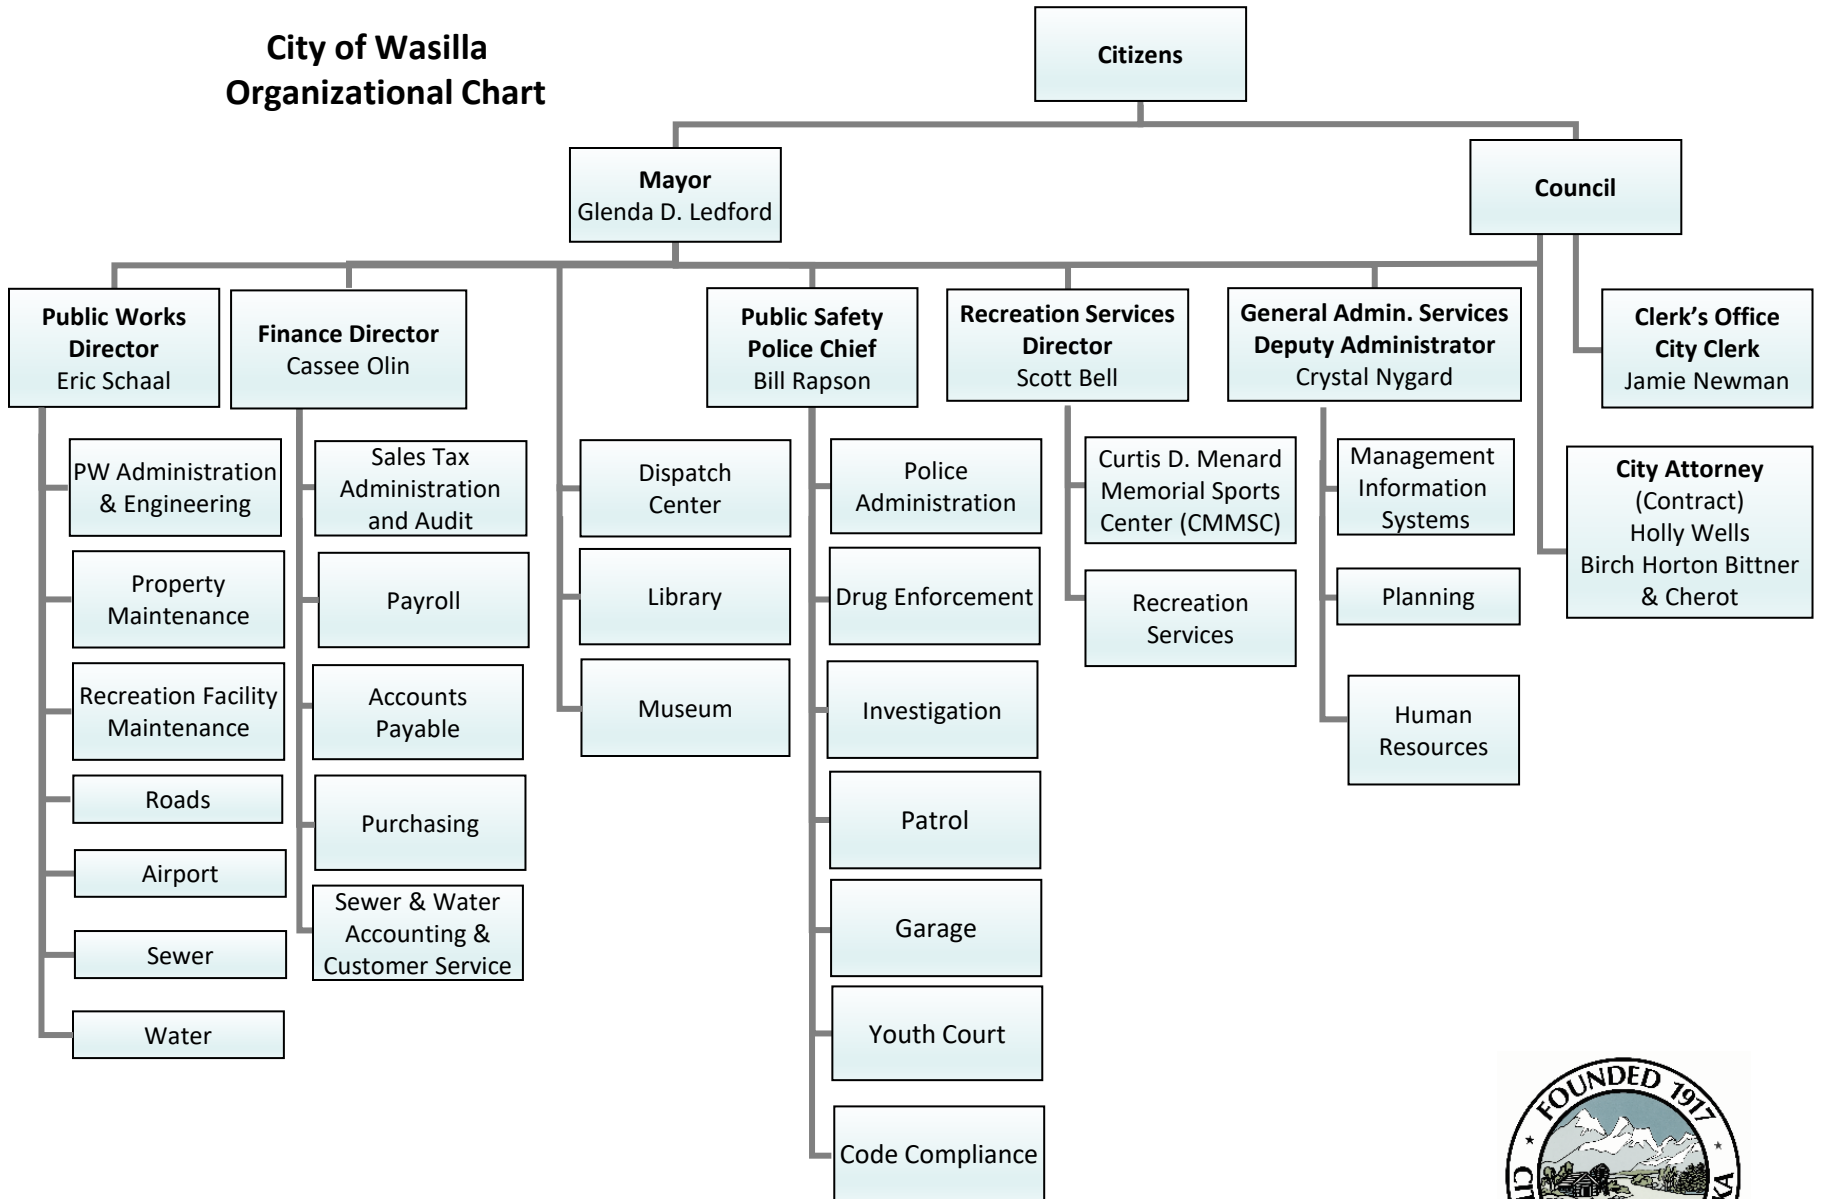 City of Wasilla
Organizational Chart
Citizens
Mayor
Glenda D. Ledford
Council
Public Works
Director
Eric Schaal
Finance Director
Cassee Olin
Public Safety
Police Chief
Bill Rapson
Recreation Services
Director
Scott Bell
General Admin. Services
Deputy Administrator
Crystal Nygard
Clerk’s Office
City Clerk
Jamie Newman
City Attorney
(Contract)
Holly Wells
Birch Horton Bittner
& Cherot
PW Administration
& Engineering
Property
Maintenance
Recreation Facility
Maintenance
Roads
Airport
Sewer
Water
Sales Tax
Administration
and Audit
Payroll
Accounts
Payable
Purchasing
Sewer & Water
Accounting &
Customer Service
Dispatch
Center
Library
Museum
Police
Administration
Drug Enforcement
Investigation
Patrol
Garage
Youth Court
Code Compliance
Curtis D. Menard
Memorial Sports
Center (CMMSC)
Recreation
Services
Management
Information
Systems
Planning
Human
Resources
FOUNDED 1917